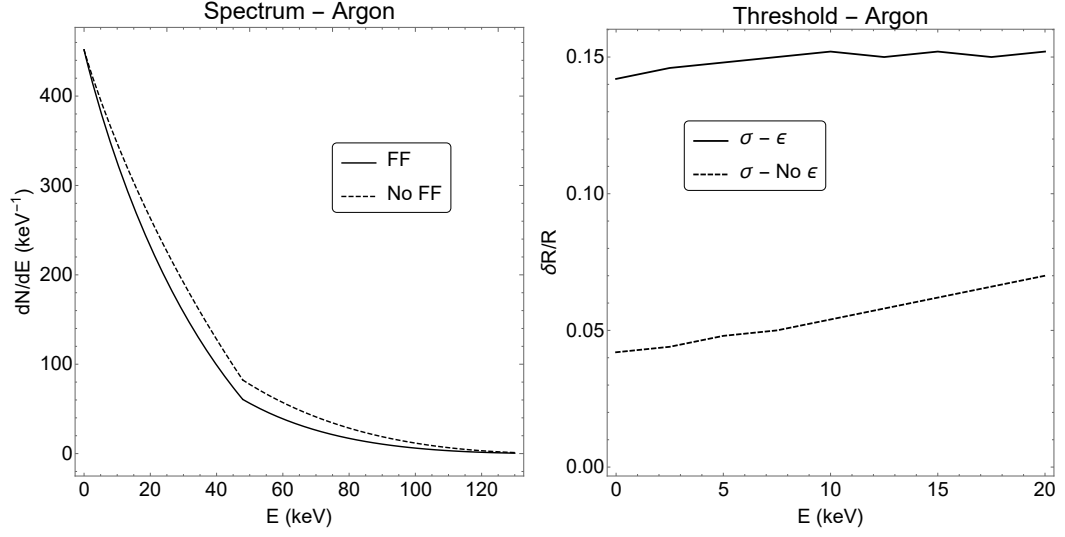 Spectrum – Argon
dN/dE (keV⁻¹)
400
300
200
100
0
FF
No FF
0 20 40 60 80 100 120
E (keV)
Threshold – Argon
δR/R
0.15
0.10
0.05
0.00
σ – ϵ
σ – No ϵ
0 5 10 15 20
E (keV)